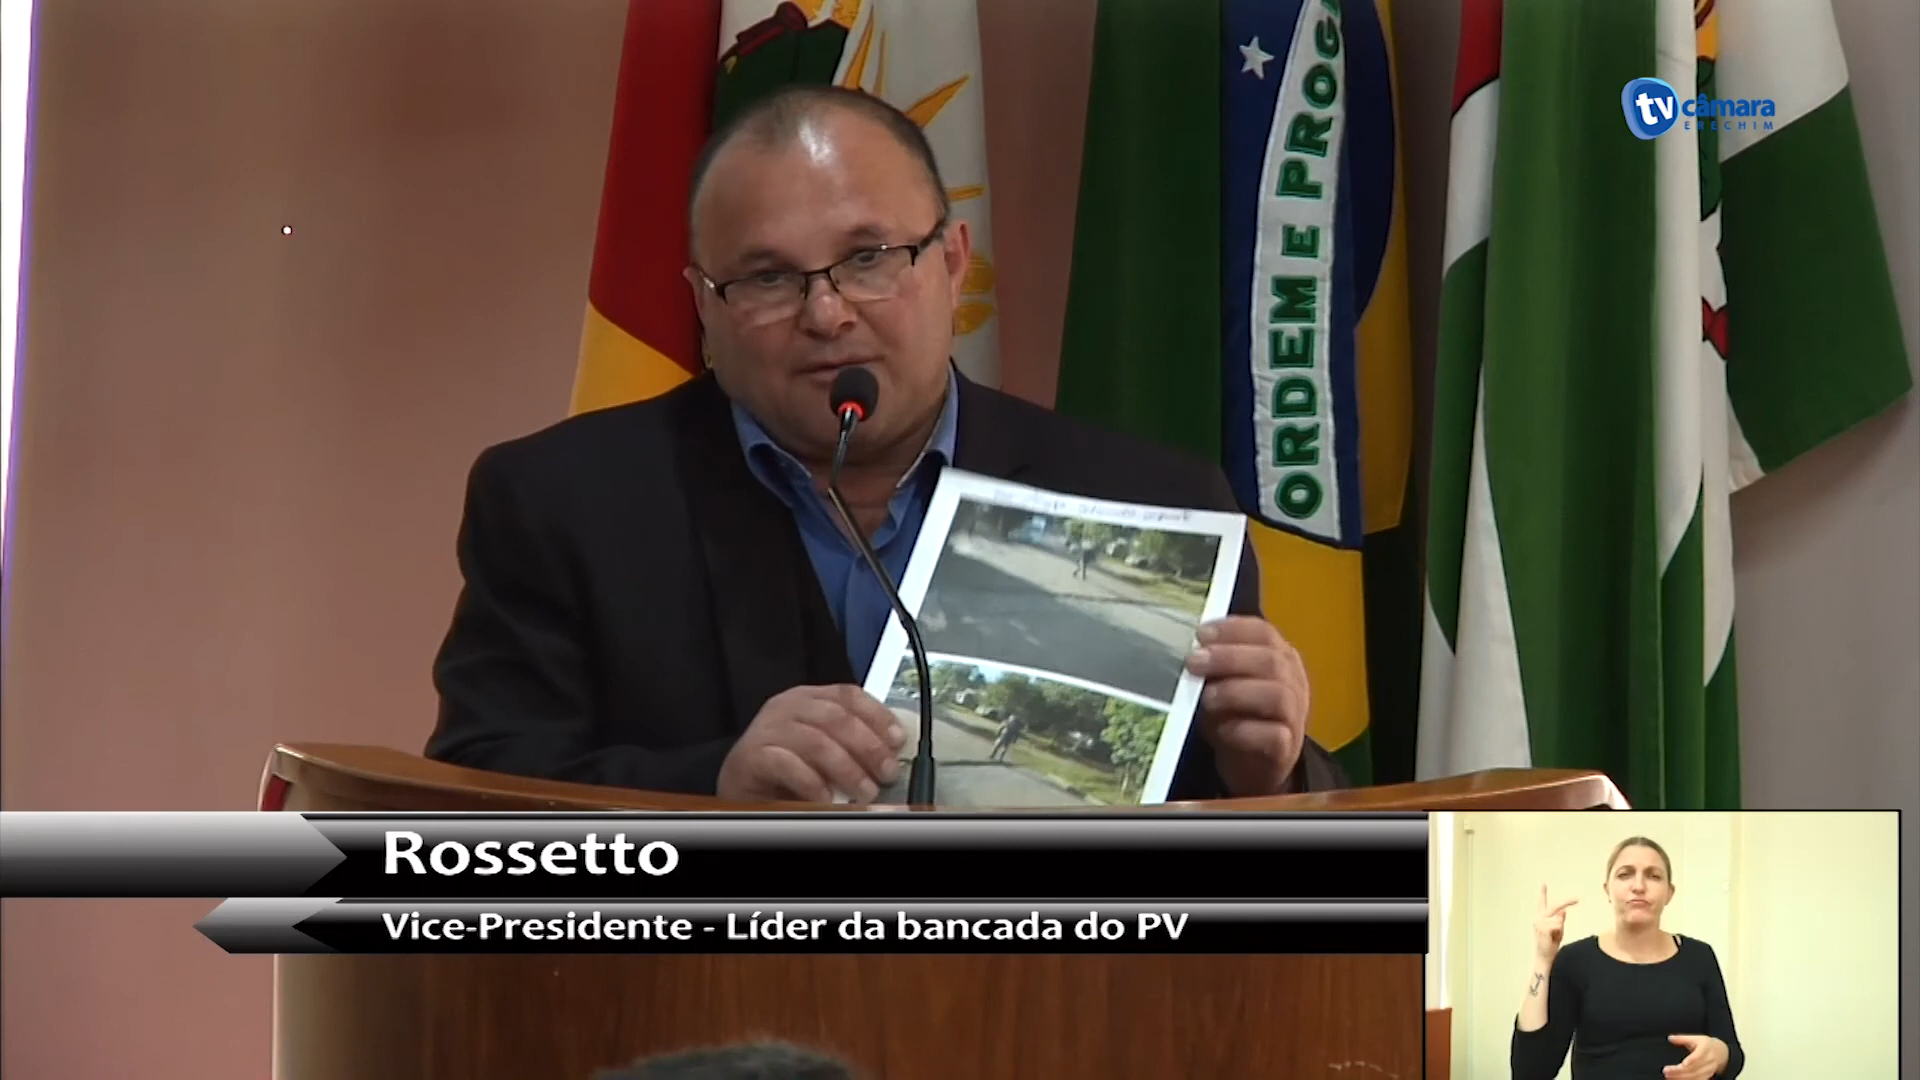 tv câmara
ERECHIM
ORDEM E PROG
Rossetto
Vice-Presidente - Líder da bancada do PV